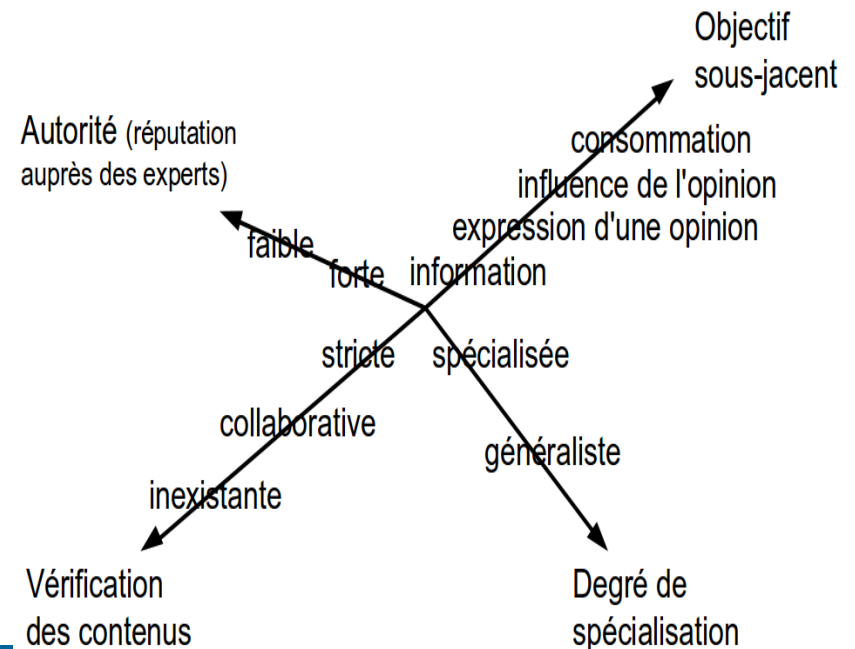 Objectif
sous-jacent
Autorité (réputation
auprès des experts)
consommation
influence de l'opinion
expression d'une opinion
faible
forte
information
stricte
spécialisée
collaborative
généraliste
inexistante
Vérification
des contenus
Degré de
spécialisation